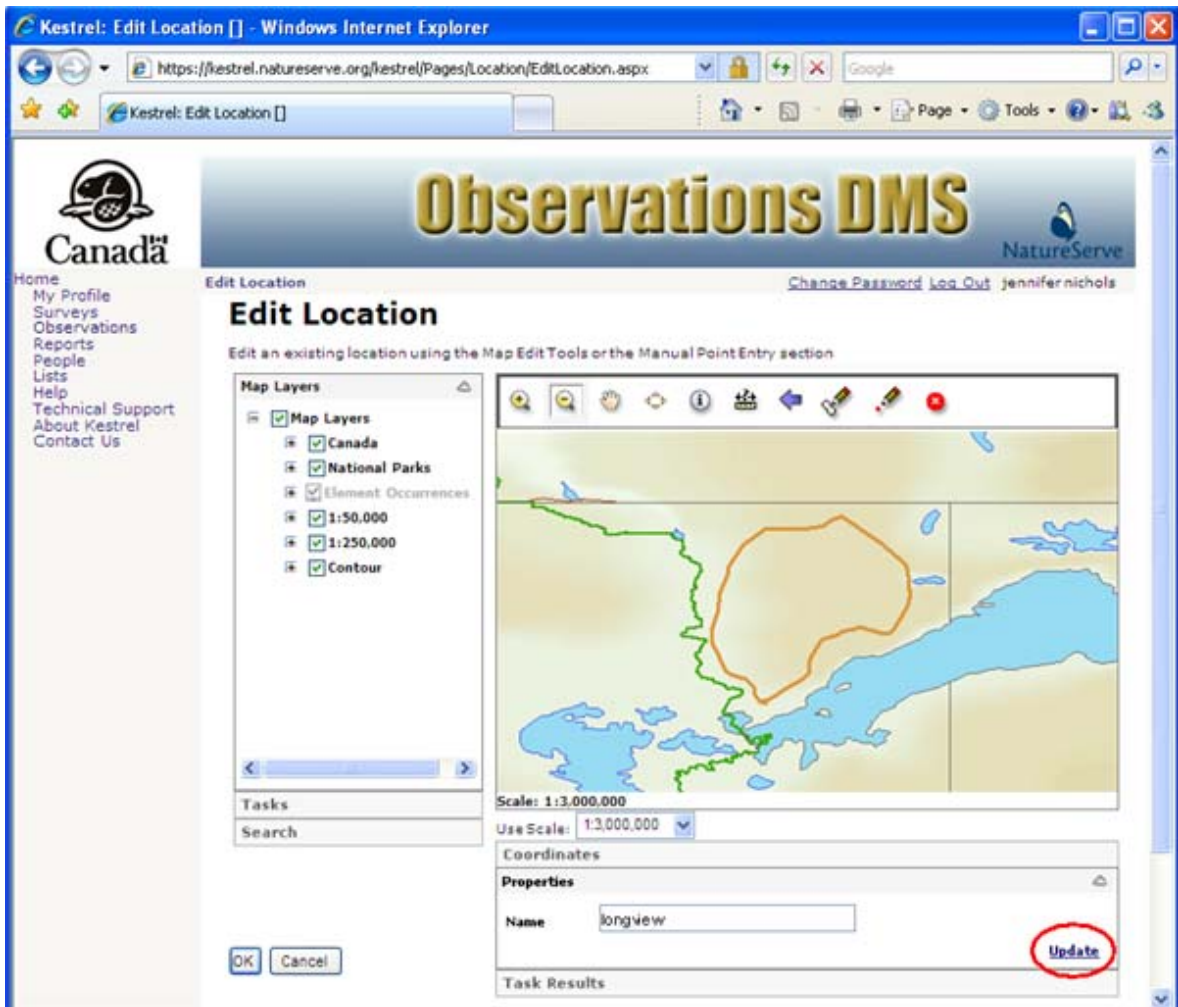 Kestrel: Edit Location [] - Windows Internet Explorer
https://kestrel.natureserve.org/kestrel/Pages/Location/EditLocation.aspx
Google
Kestrel: Edit Location []
Page
Tools
Canada
Observations DMS
NatureServe
Home
My Profile
Surveys
Observations
Reports
People
Lists
Help
Technical Support
About Kestrel
Contact Us
Edit Location
Change Password Log Out jennifer nichols
Edit Location
Edit an existing location using the Map Edit Tools or the Manual Point Entry section
Map Layers
Map Layers
Canada
National Parks
Element Occurrences
1:50,000
1:250,000
Contour
Tasks
Search
Scale: 1:3,000,000
Use Scale: 1:3,000,000
Coordinates
Properties
Name longview
Update
Task Results
OK Cancel